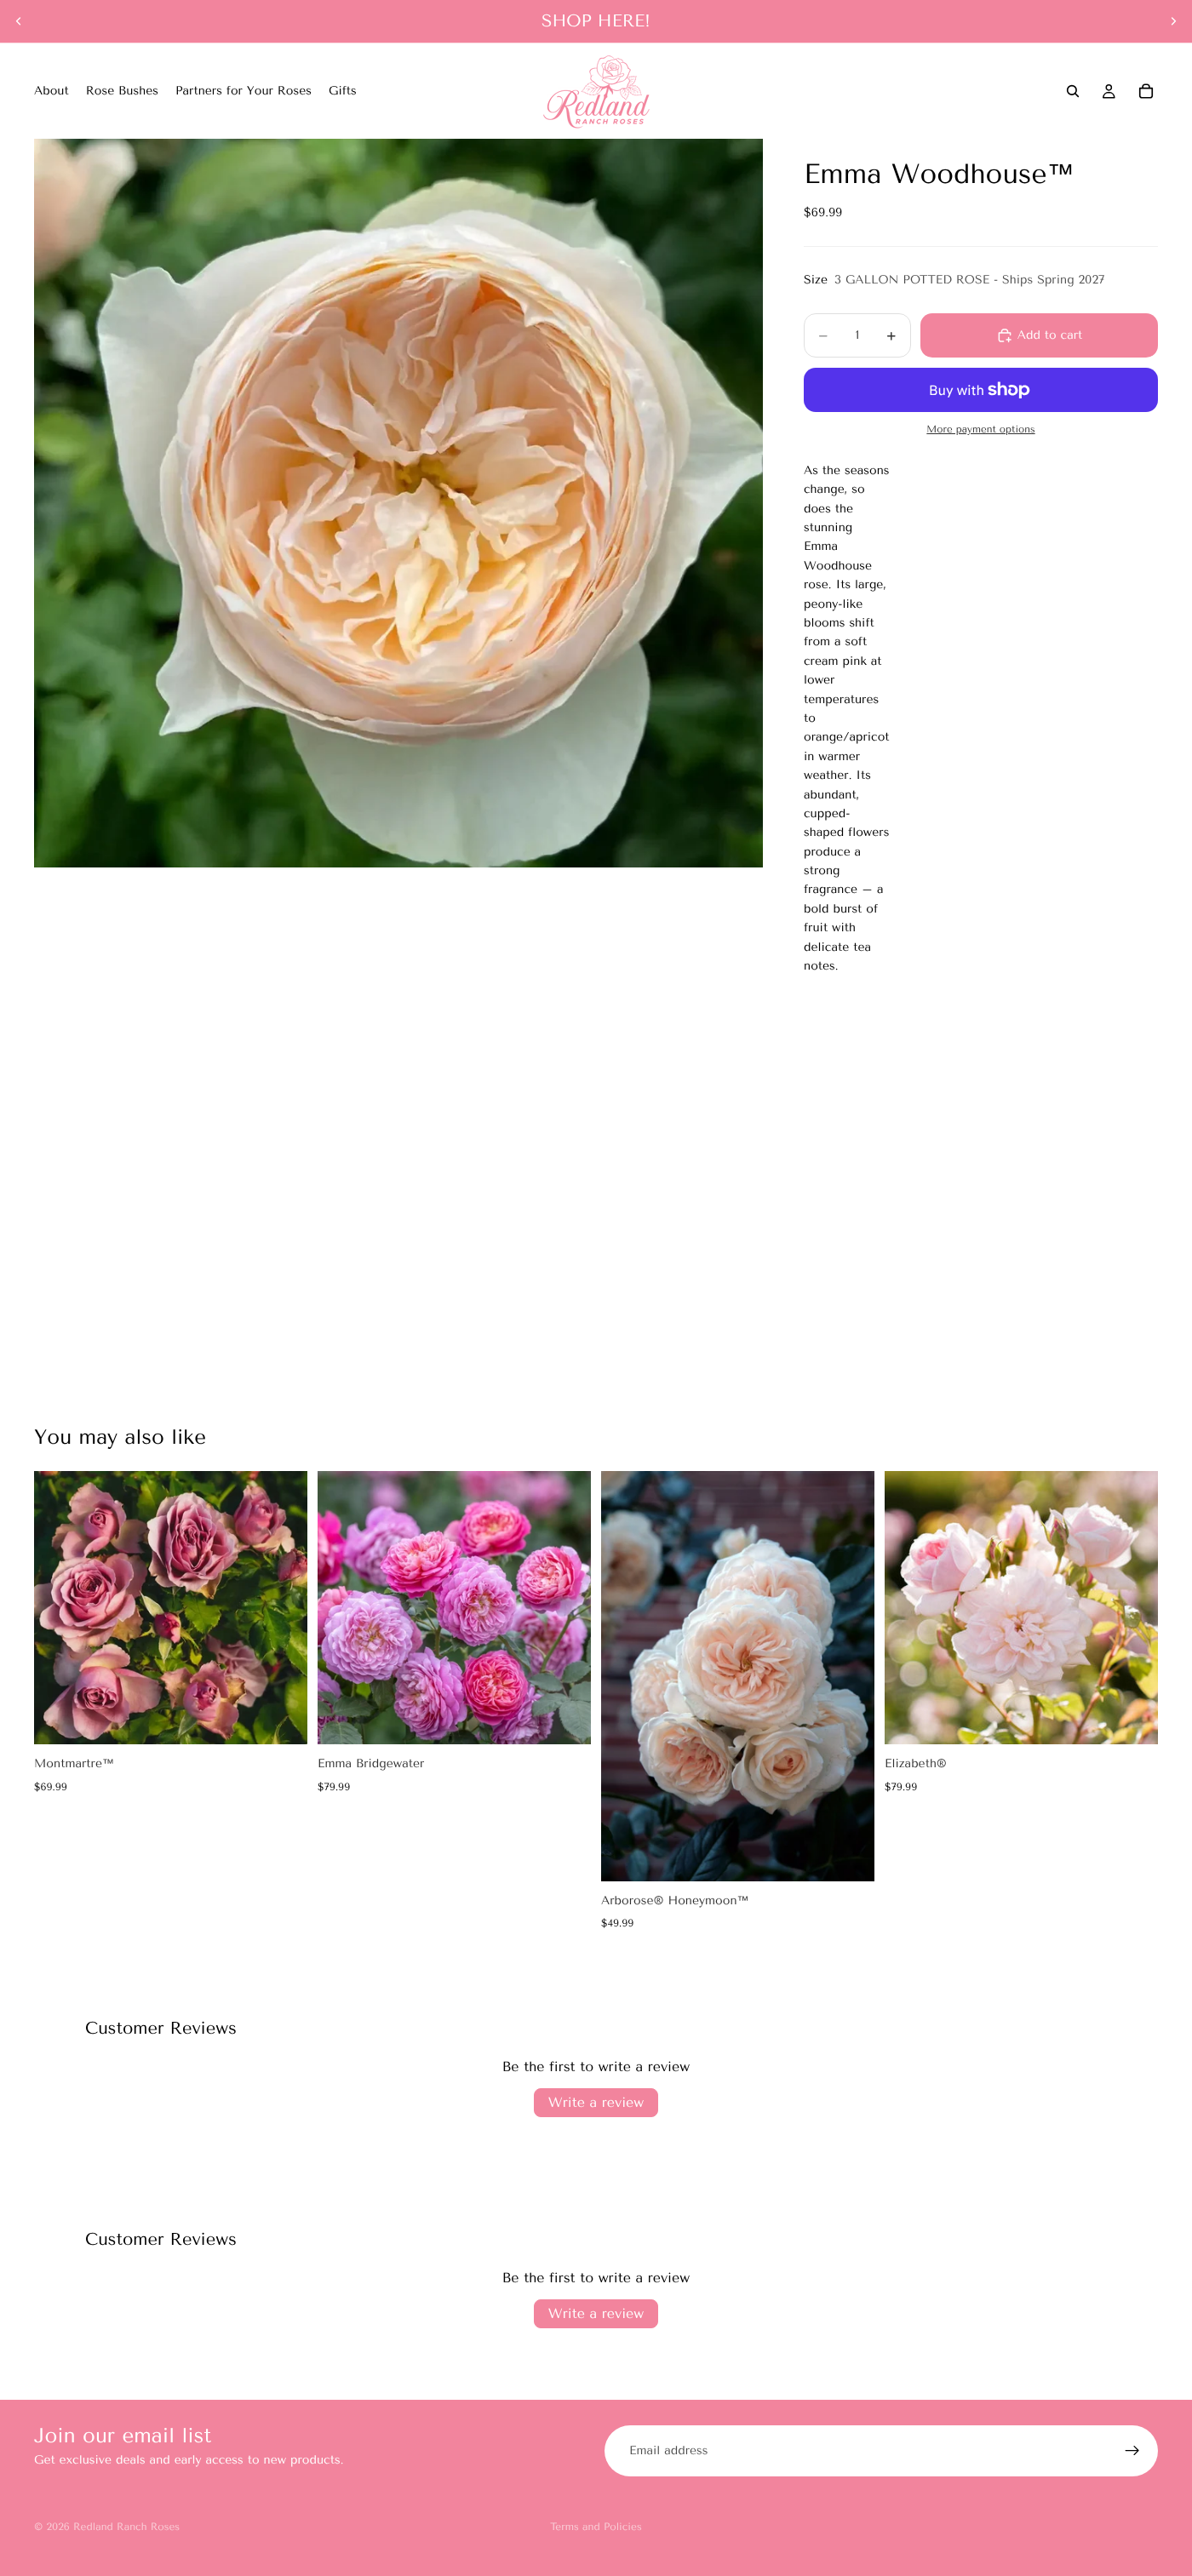 SHOP HERE!
About Rose Bushes Partners for Your Roses Gifts
Redland
RANCH ROSES
Emma Woodhouse™
$69.99
Size 3 GALLON POTTED ROSE - Ships Spring 2027
1
Add to cart
Buy with shop
More payment options
As the seasons
change, so
does the
stunning
Emma
Woodhouse
rose. Its large,
peony-like
blooms shift
from a soft
cream pink at
lower
temperatures
to
orange/apricot
in warmer
weather. Its
abundant,
cupped-
shaped flowers
produce a
strong
fragrance – a
bold burst of
fruit with
delicate tea
notes.
You may also like
Montmartre™
$69.99
Emma Bridgewater
$79.99
Arborose® Honeymoon™
$49.99
Elizabeth®
$79.99
Customer Reviews
Be the first to write a review
Write a review
Customer Reviews
Be the first to write a review
Write a review
Join our email list
Get exclusive deals and early access to new products.
Email address
© 2026 Redland Ranch Roses
Terms and Policies